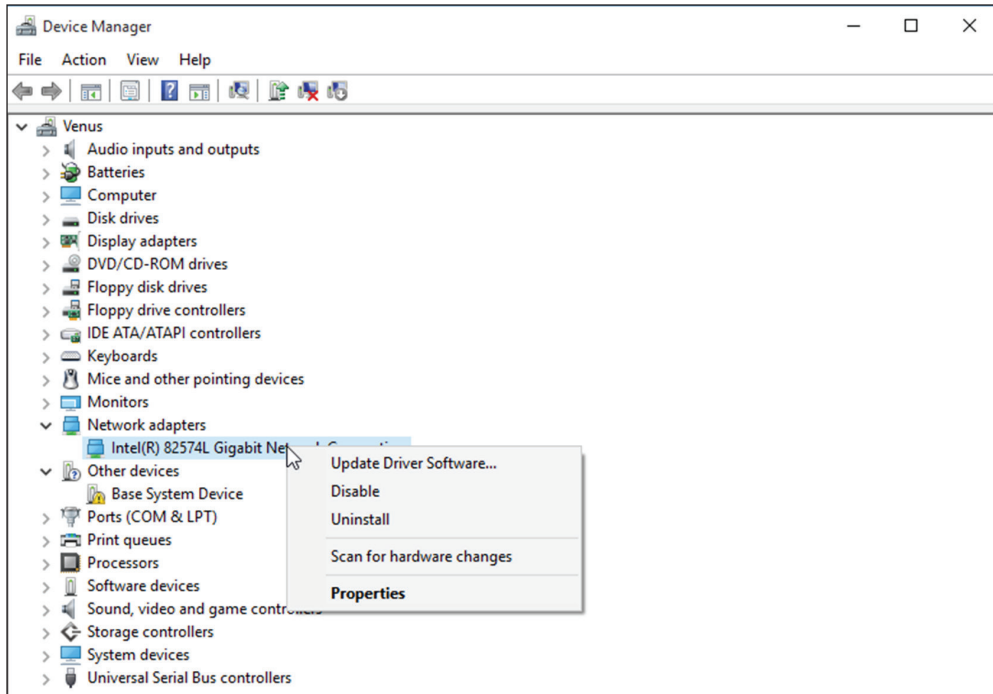 Device Manager
File Action View Help
Venus
Audio inputs and outputs
Batteries
Computer
Disk drives
Display adapters
DVD/CD-ROM drives
Floppy disk drives
Floppy drive controllers
IDE ATA/ATAPI controllers
Keyboards
Mice and other pointing devices
Monitors
Network adapters
Intel(R) 82574L Gigabit
Other devices
Base System Device
Ports (COM & LPT)
Print queues
Processors
Software devices
Sound, video and game
Storage controllers
System devices
Universal Serial Bus controllers
Update Driver Software...
Disable
Uninstall
Scan for hardware changes
Properties